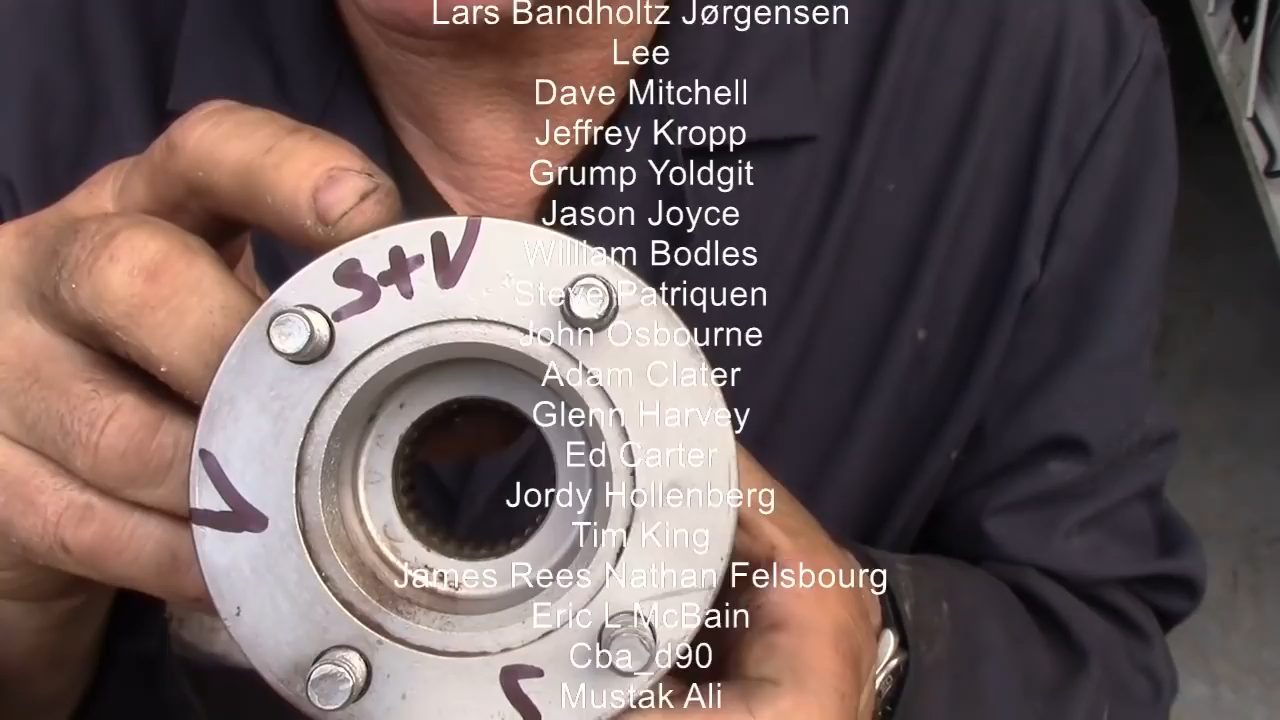 Lars Bandholtz Jørgensen
Lee
Dave Mitchell
Jeffrey Kropp
Grump Yoldgit
Jason Joyce
William Bodles
Steve Patriquen
John Osbourne
Adam Clater
Glenn Harvey
Ed Carter
Jordy Hollenberg
Tim King
James Rees Nathan Felsbourg
Eric L McBain
Cba_d90
Mustak Ali
S+V
V
S